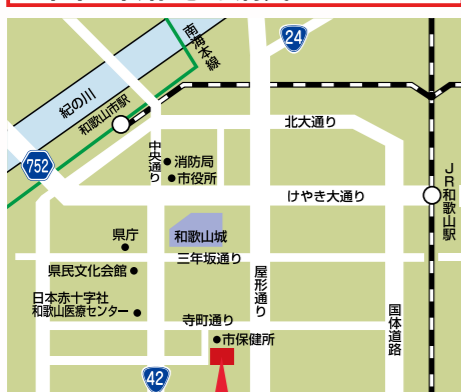 24
南海本線
紀の川
和歌山市駅
北大通り
752
中央通り
消防局
市役所
けやき大通り
JR和歌山駅
県庁
和歌山城
三年坂通り
県民文化会館
屋形通り
日本赤十字社
和歌山医療センター
国体道路
寺町通り
市保健所
42